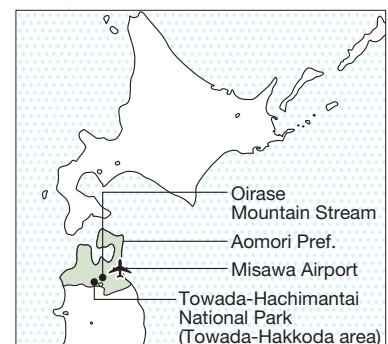 Oirase
Mountain Stream
Aomori Pref.
Misawa Airport
Towada-Hachimantai
National Park
(Towada-Hakkoda area)